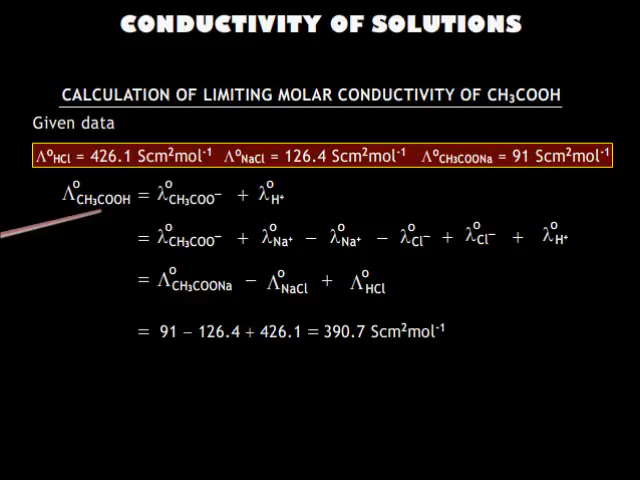 CONDUCTIVITY OF SOLUTIONS
CALCULATION OF LIMITING MOLAR CONDUCTIVITY OF CH₃COOH
Given data
Λ°HCl = 426.1 Scm²mol⁻¹ Λ°NaCl = 126.4 Scm²mol⁻¹ Λ°CH₃COONa = 91 Scm²mol⁻¹
Λ°CH₃COOH = λ°CH₃COO⁻ + λ°H⁺
= λ°CH₃COO⁻ + λ°Na⁺ − λ°Na⁺ − λ°Cl⁻ + λ°Cl⁻ + λ°H⁺
= Λ°CH₃COONa − Λ°NaCl + Λ°HCl
= 91 − 126.4 + 426.1 = 390.7 Scm²mol⁻¹